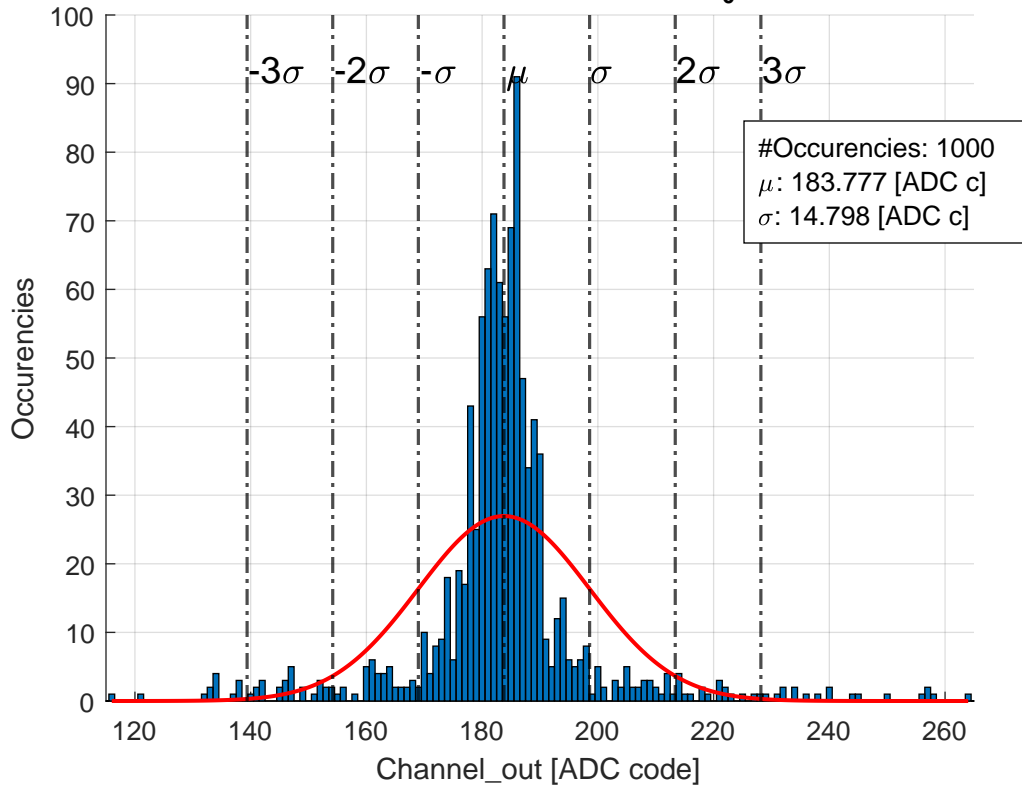 100
90
80
70
60
50
40
30
20
10
0
-3σ -2σ -σ μ σ 2σ 3σ
#Occurencies: 1000
μ: 183.777 [ADC c]
σ: 14.798 [ADC c]
Occurencies
120 140 160 180 200 220 240 260
Channel_out [ADC code]